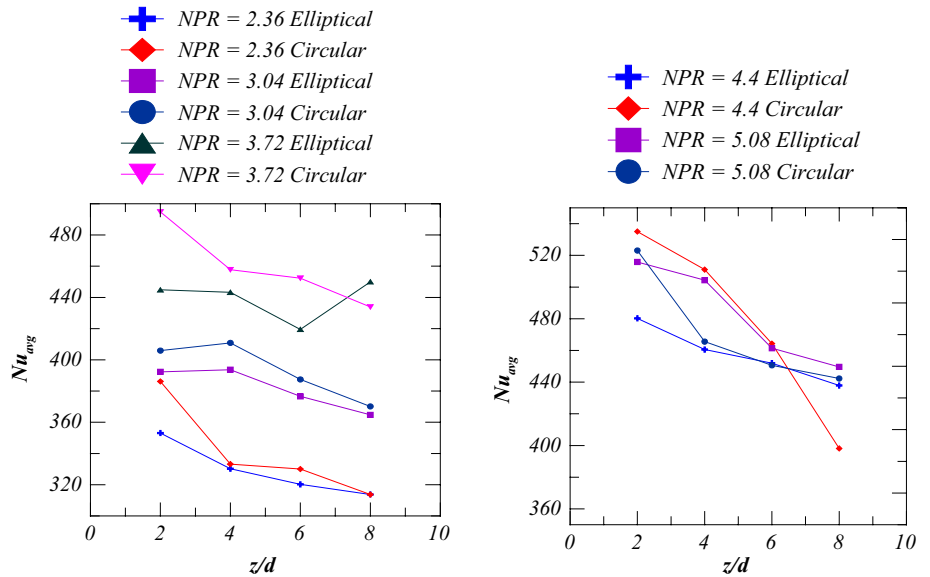 NPR = 2.36 Elliptical
NPR = 2.36 Circular
NPR = 3.04 Elliptical
NPR = 3.04 Circular
NPR = 3.72 Elliptical
NPR = 3.72 Circular
480
440
400
360
320
Nu_avg
0 2 4 6 8 10
z/d
NPR = 4.4 Elliptical
NPR = 4.4 Circular
NPR = 5.08 Elliptical
NPR = 5.08 Circular
520
480
440
400
360
Nu_avg
0 2 4 6 8 10
z/d